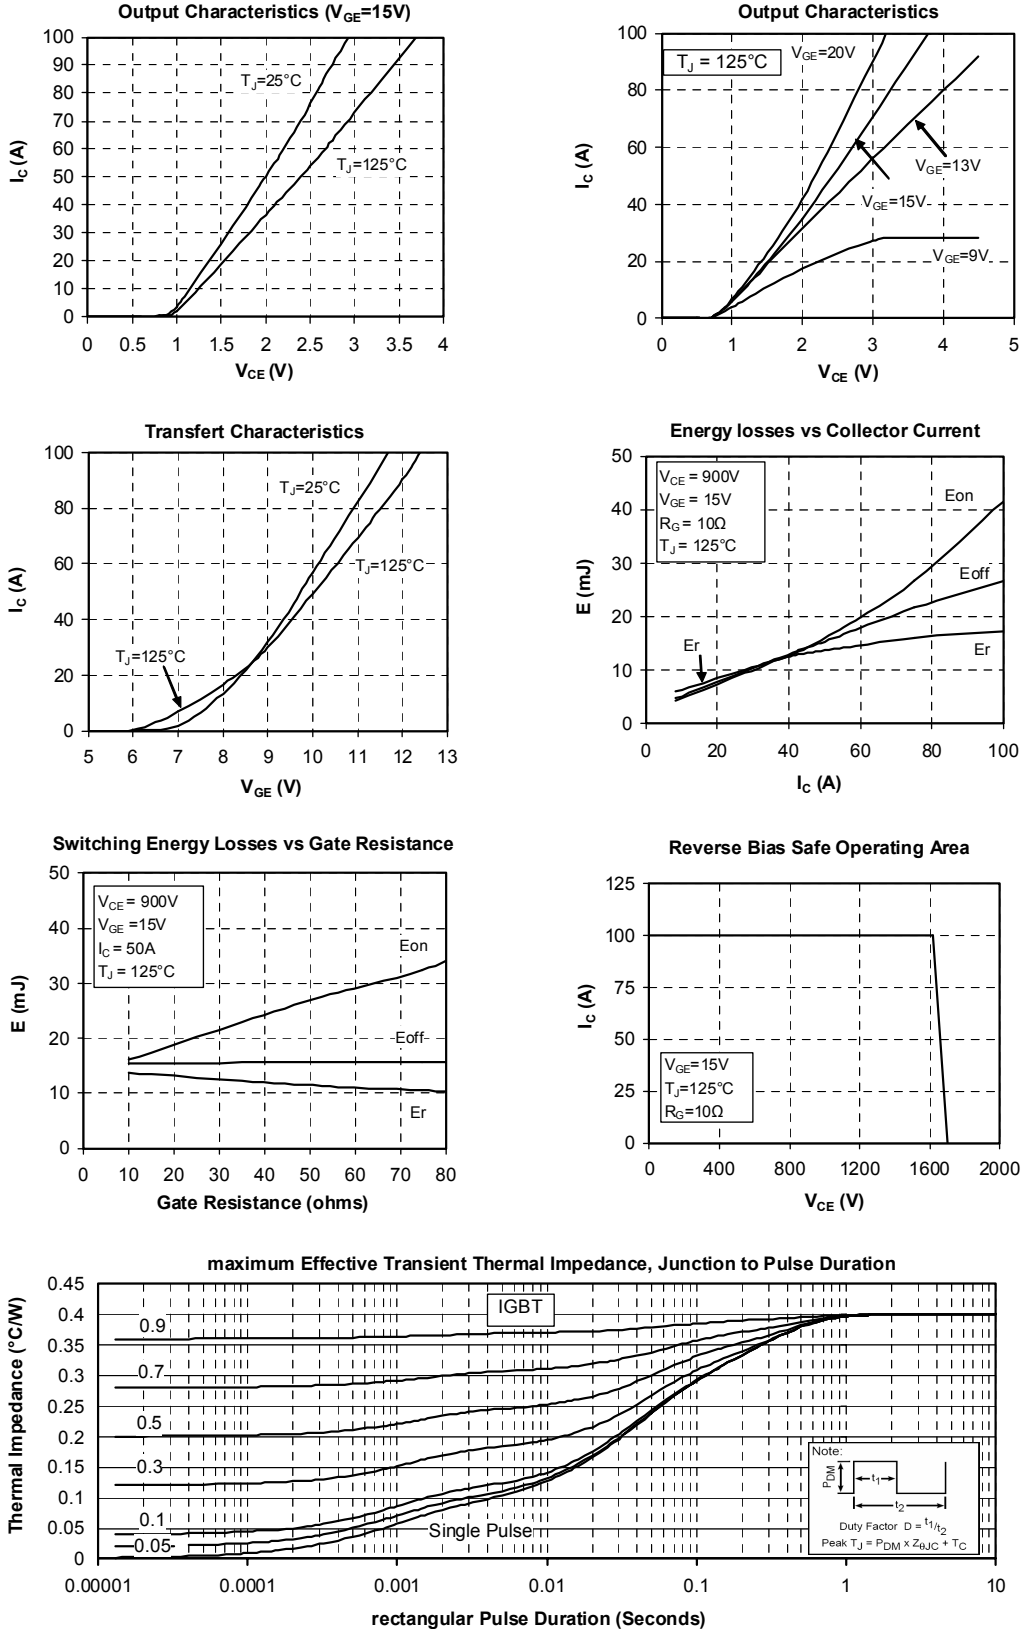 Output Characteristics (VGE=15V)
100
90
80
70
60
50
40
30
20
10
0
IC (A)
TJ=25°C
TJ=125°C
0 0.5 1 1.5 2 2.5 3 3.5 4
VCE (V)
Output Characteristics
100
80
60
40
20
0
IC (A)
TJ = 125°C
VGE=20V
VGE=13V
VGE=15V
VGE=9V
0 1 2 3 4 5
VCE (V)
Transfert Characteristics
100
80
60
40
20
0
IC (A)
TJ=25°C
TJ=125°C
TJ=125°C
5 6 7 8 9 10 11 12 13
VGE (V)
Energy losses vs Collector Current
50
40
30
20
10
0
E (mJ)
VCE = 900V
VGE = 15V
RG = 10Ω
TJ = 125°C
Eon
Eoff
Er
Er
0 20 40 60 80 100
IC (A)
Switching Energy Losses vs Gate Resistance
50
40
30
20
10
0
E (mJ)
VCE = 900V
VGE =15V
IC = 50A
TJ = 125°C
Eon
Eoff
Er
0 10 20 30 40 50 60 70 80
Gate Resistance (ohms)
Reverse Bias Safe Operating Area
125
100
75
50
25
0
IC (A)
VGE=15V
TJ=125°C
RG=10Ω
0 400 800 1200 1600 2000
VCE (V)
maximum Effective Transient Thermal Impedance, Junction to Pulse Duration
0.45
0.4
0.35
0.3
0.25
0.2
0.15
0.1
0.05
0
Thermal Impedance (°C/W)
IGBT
0.9
0.7
0.5
0.3
0.1
0.05
Single Pulse
Note:
PDM
t1
t2
Duty Factor D = t1/t2
Peak TJ = PDM x ZθJC + TC
0.00001 0.0001 0.001 0.01 0.1 1 10
rectangular Pulse Duration (Seconds)